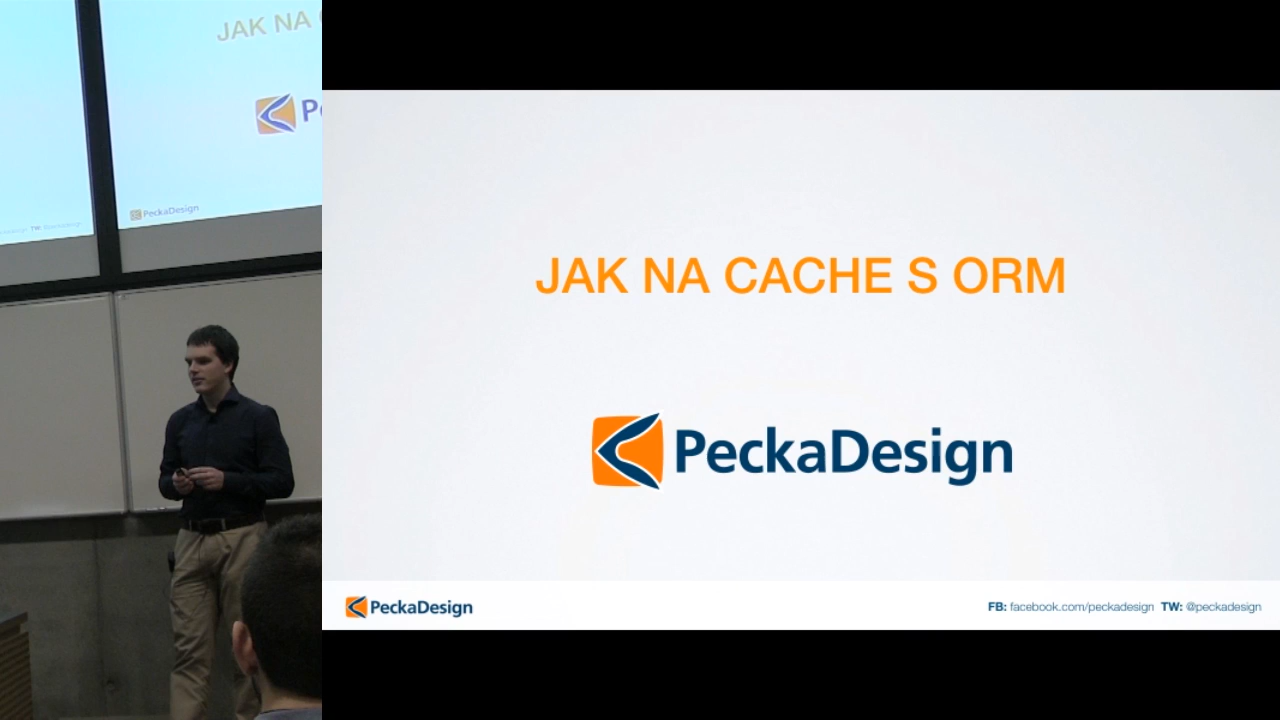 JAK NA
PeckaDesign
JAK NA CACHE S ORM
PeckaDesign
PeckaDesign
FB: facebook.com/peckadesign TW: @peckadesign